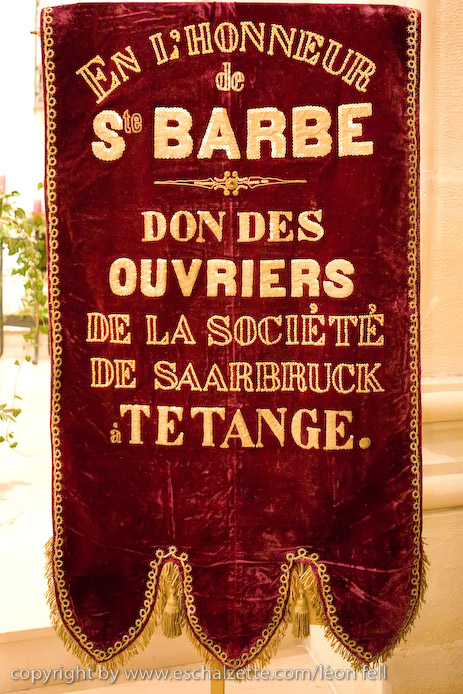 EN L'HONNEUR
de
Ste BARBE
DON DES
OUVRIERS
DE LA SOCIÉTÉ
DE SAARBRUCK
à TETANGE.
copyright by www.eschalzette.com/léon fell